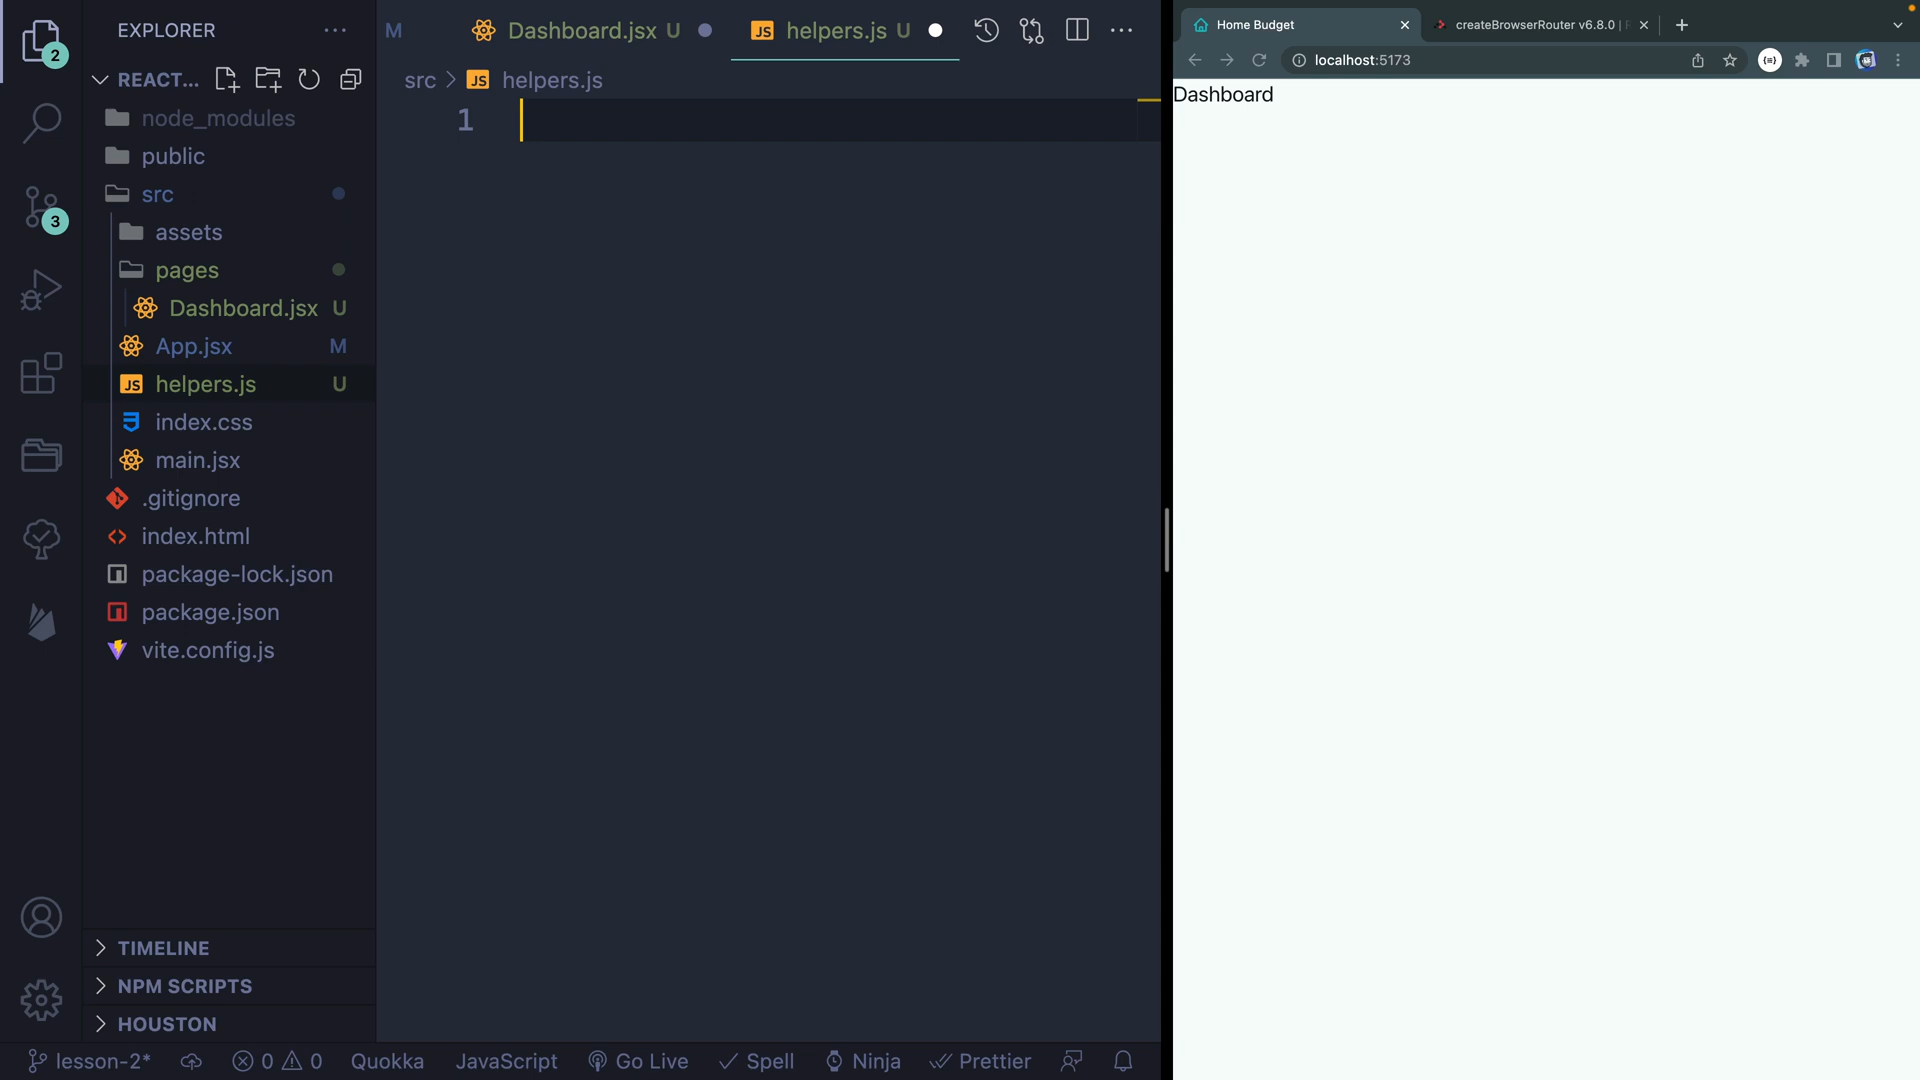 EXPLORER
2
REACT...
node_modules
public
src
assets
pages
Dashboard.jsx U
App.jsx M
JS helpers.js U
index.css
main.jsx
.gitignore
index.html
package-lock.json
package.json
vite.config.js
3
TIMELINE
NPM SCRIPTS
HOUSTON
M Dashboard.jsx U JS helpers.js U
src > JS helpers.js
1
lesson-2* 0 0 Quokka JavaScript Go Live Spell Ninja Prettier
Home Budget createBrowserRouter v6.8.0 |
localhost:5173
Dashboard